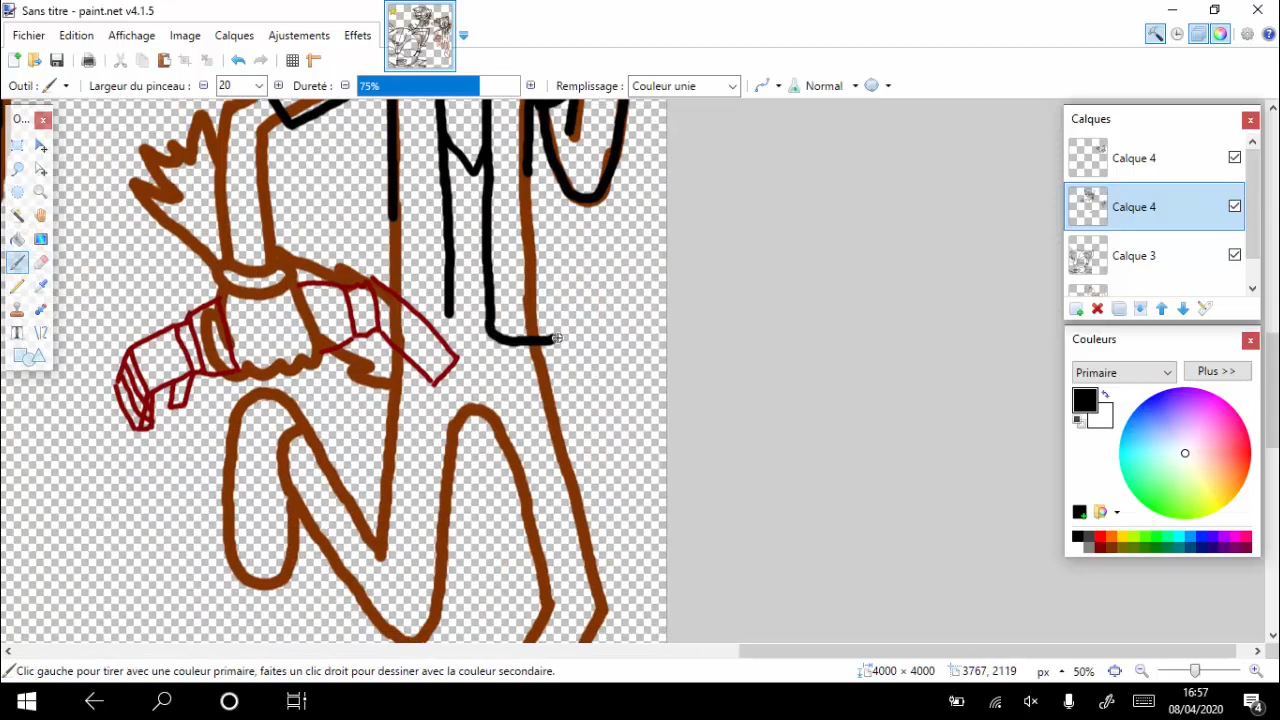 Sans titre - paint.net v4.1.5
Fichier Edition Affichage Image Calques Ajustements Effets
Outil : Largeur du pinceau : 20 Dureté : 75% Remplissage : Couleur unie Normal
O...
Calques
Calque 4
Calque 4
Calque 3
Couleurs
Primaire Plus >>
Clic gauche pour tirer avec une couleur primaire, faites un clic droit pour dessiner avec la couleur secondaire. 4000 × 4000 3767, 2119 px 50%
16:57
08/04/2020
4